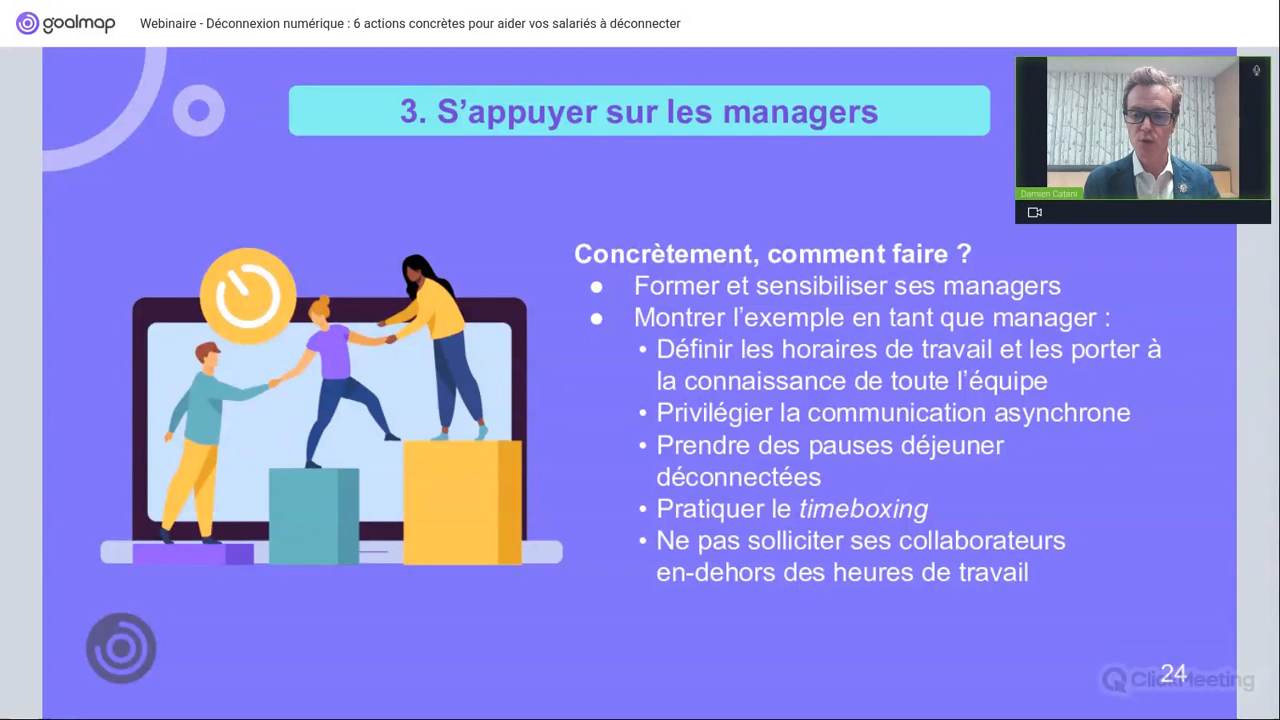 goalmap
Webinaire - Déconnexion numérique : 6 actions concrètes pour aider vos salariés à déconnecter
3. S’appuyer sur les managers
Damien Catani
Concrètement, comment faire ?
● Former et sensibiliser ses managers
● Montrer l’exemple en tant que manager :
• Définir les horaires de travail et les porter à
la connaissance de toute l’équipe
• Privilégier la communication asynchrone
• Prendre des pauses déjeuner
déconnectées
• Pratiquer le timeboxing
• Ne pas solliciter ses collaborateurs
en-dehors des heures de travail
24
ClickMeeting